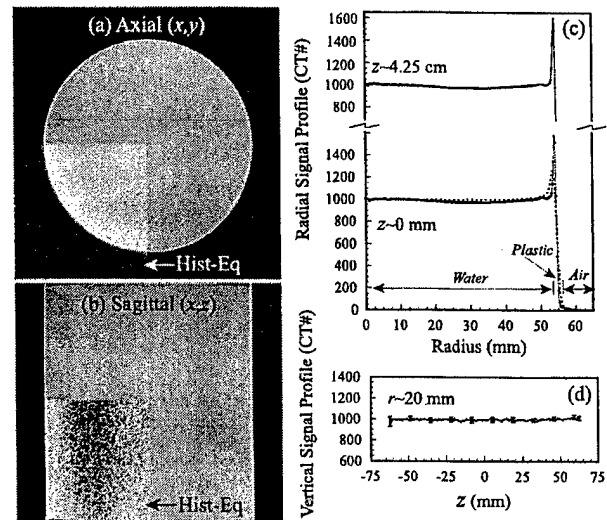 (a) Axial (x,y)
Hist-Eq
(b) Sagittal (x,z)
Hist-Eq
(c)
Radial Signal Profile (CT#)
1600
1400
1200
1000
800
z~4.25 cm
1400
1200
1000
800
600
400
200
0
z~0 mm
Plastic
Water
Air
0 10 20 30 40 50 60
Radius (mm)
(d)
Vertical Signal Profile (CT#)
1400
1200
1000
800
600
r~20 mm
-75 -50 -25 0 25 50 75
z (mm)